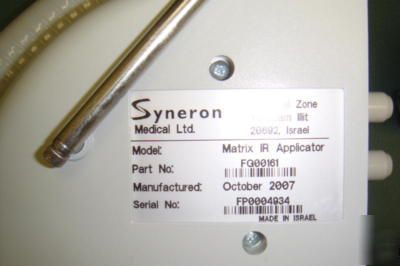 Syneron Zone
Illit
Medical Ltd. 20692, Israel
Model: Matrix IR Applicator
Part No: FG00161
Manufactured: October 2007
Serial No: FP0004934
MADE IN ISRAEL